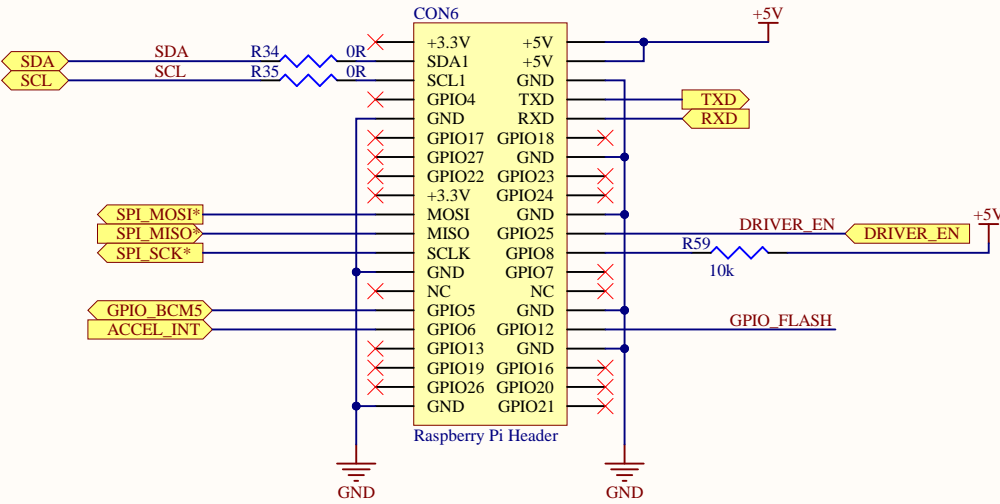 CON6
+5V
+3.3V +5V
SDA SDA R34 0R SDA1 +5V
SCL SCL R35 0R SCL1 GND
GPIO4 TXD TXD
GND RXD RXD
GPIO17 GPIO18
GPIO27 GND
GPIO22 GPIO23
+3.3V GPIO24
SPI_MOSI* MOSI GND +5V
SPI_MISO* MISO GPIO25 DRIVER_EN DRIVER_EN
SPI_SCK* SCLK GPIO8 R59 10k
GND GPIO7
NC NC
GPIO_BCM5 GPIO5 GND
ACCEL_INT GPIO6 GPIO12 GPIO_FLASH
GPIO13 GND
GPIO19 GPIO16
GPIO26 GPIO20
GND GPIO21
Raspberry Pi Header
GND GND